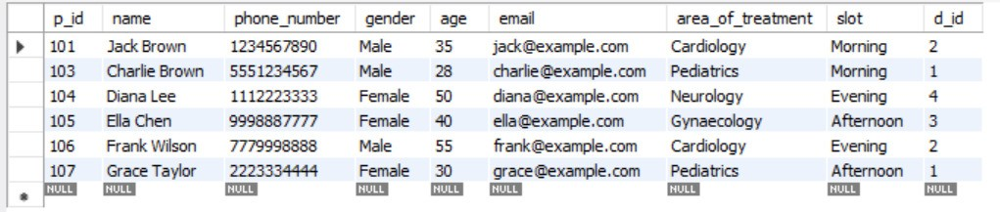 p_id name phone_number gender age email area_of_treatment slot d_id
101 Jack Brown 1234567890 Male 35 jack@example.com Cardiology Morning 2
103 Charlie Brown 5551234567 Male 28 charlie@example.com Pediatrics Morning 1
104 Diana Lee 1112223333 Female 50 diana@example.com Neurology Evening 4
105 Ella Chen 9998887777 Female 40 ella@example.com Gynaecology Afternoon 3
106 Frank Wilson 7779998888 Male 55 frank@example.com Cardiology Evening 2
107 Grace Taylor 2223334444 Female 30 grace@example.com Pediatrics Afternoon 1
NULL NULL NULL NULL NULL NULL NULL NULL NULL